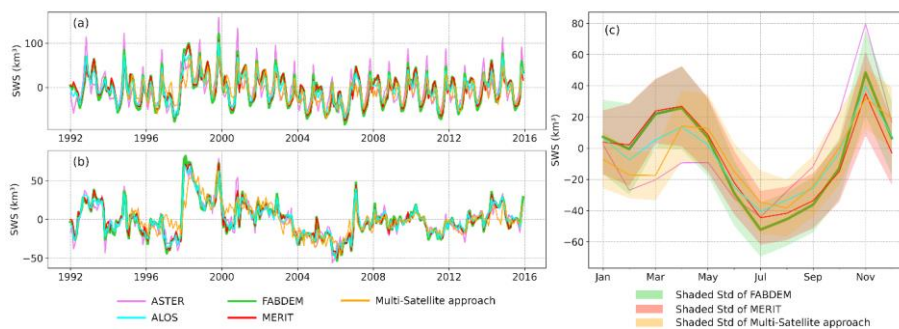 (a)
SWS (km³)
100
0
1992
1996
2000
2004
2008
2012
2016
(b)
SWS (km³)
50
0
−50
1992
1996
2000
2004
2008
2012
2016
ASTER
FABDEM
Multi-Satellite approach
ALOS
MERIT
(c)
SWS (km³)
80
60
40
20
0
−20
−40
−60
Jan
Mar
May
Jul
Sep
Nov
Shaded Std of FABDEM
Shaded Std of MERIT
Shaded Std of Multi-Satellite approach